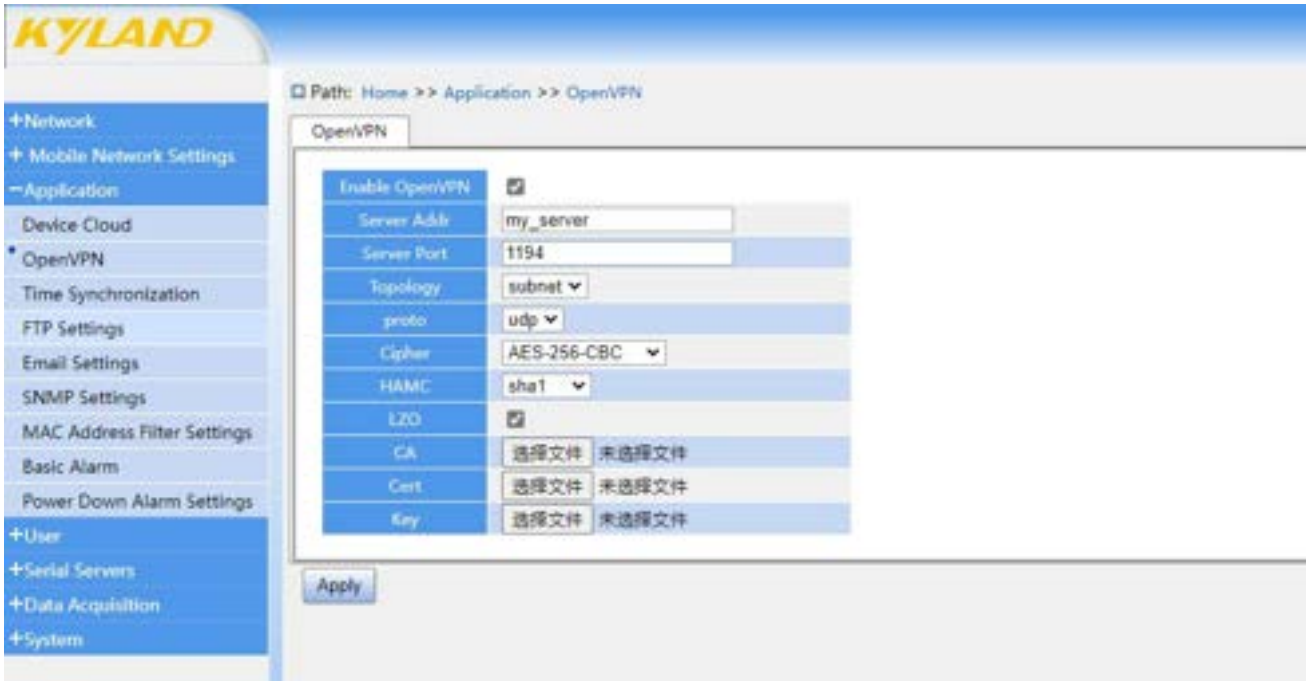 KYLAND
Path: Home >> Application >> OpenVPN
OpenVPN
+Network
+ Mobile Network Settings
−Application
Device Cloud
OpenVPN
Time Synchronization
FTP Settings
Email Settings
SNMP Settings
MAC Address Filter Settings
Basic Alarm
Power Down Alarm Settings
+User
+Serial Servers
+Data Acquisition
+System
Enable OpenVPN
Server Addr my_server
Server Port 1194
Topology subnet
proto udp
Cipher AES-256-CBC
HAMC sha1
LZO
CA 选择文件 未选择文件
Cert 选择文件 未选择文件
Key 选择文件 未选择文件
Apply